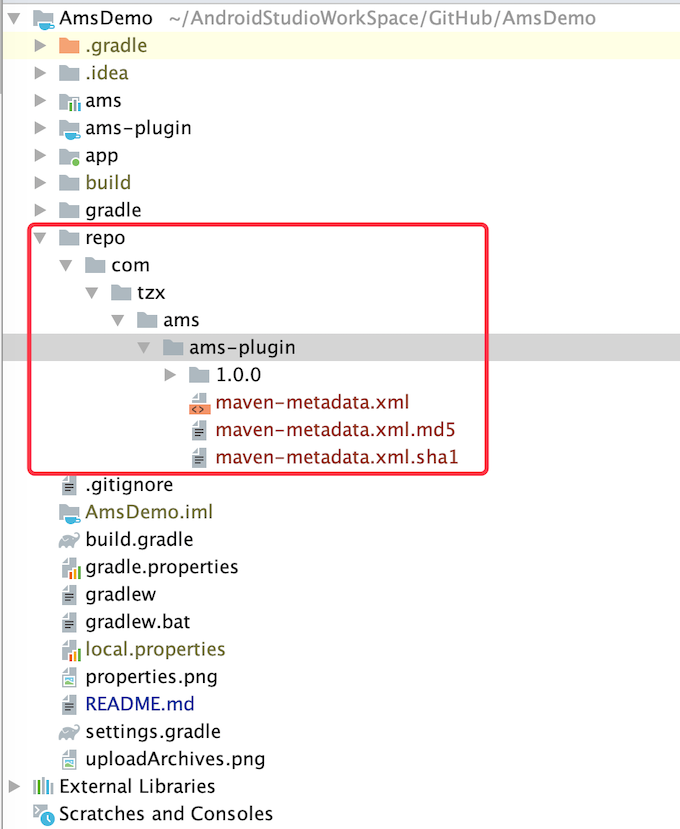 AmsDemo ~/AndroidStudioWorkSpace/GitHub/AmsDemo
.gradle
.idea
ams
ams-plugin
app
build
gradle
repo
com
tzx
ams
ams-plugin
1.0.0
maven-metadata.xml
maven-metadata.xml.md5
maven-metadata.xml.sha1
.gitignore
AmsDemo.iml
build.gradle
gradle.properties
gradlew
gradlew.bat
local.properties
properties.png
README.md
settings.gradle
uploadArchives.png
External Libraries
Scratches and Consoles